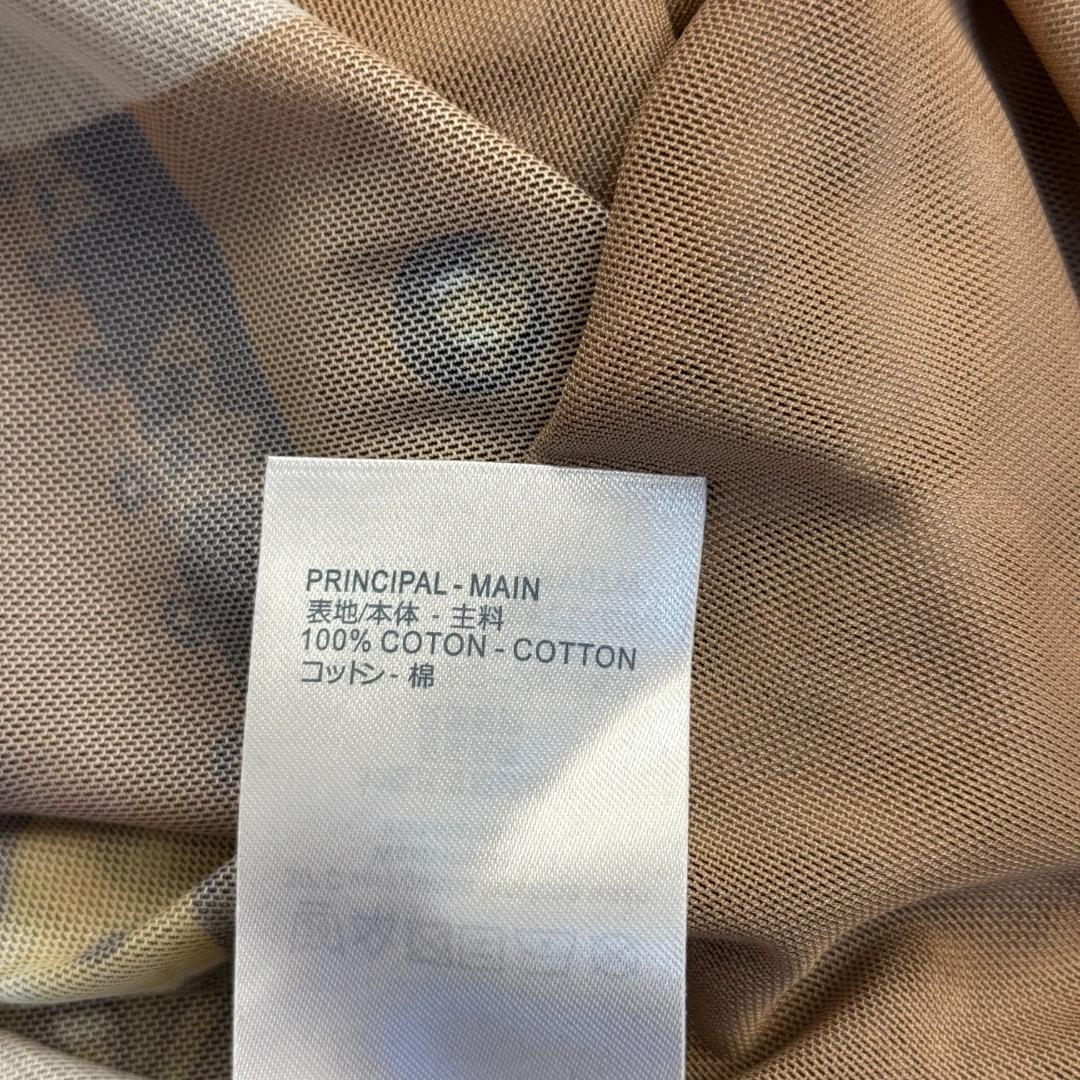 PRINCIPAL - MAIN
表地/本体 - 主料
100% COTON - COTTON
コットン - 棉